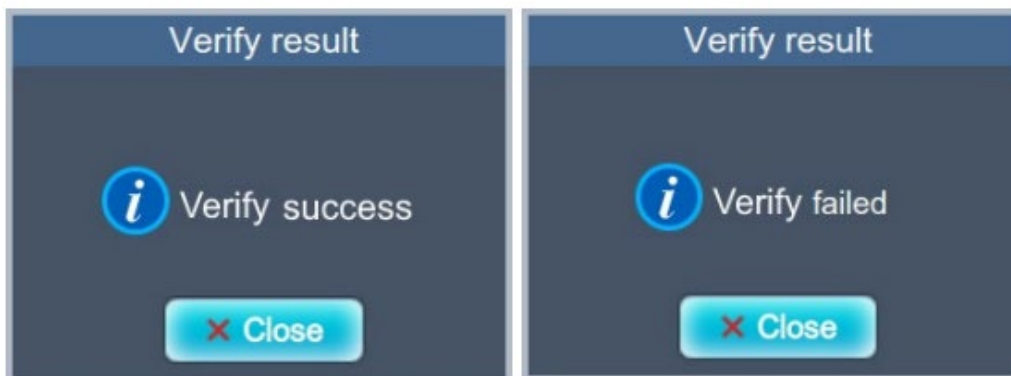 Verify result
Verify success
Close
Verify result
Verify failed
Close